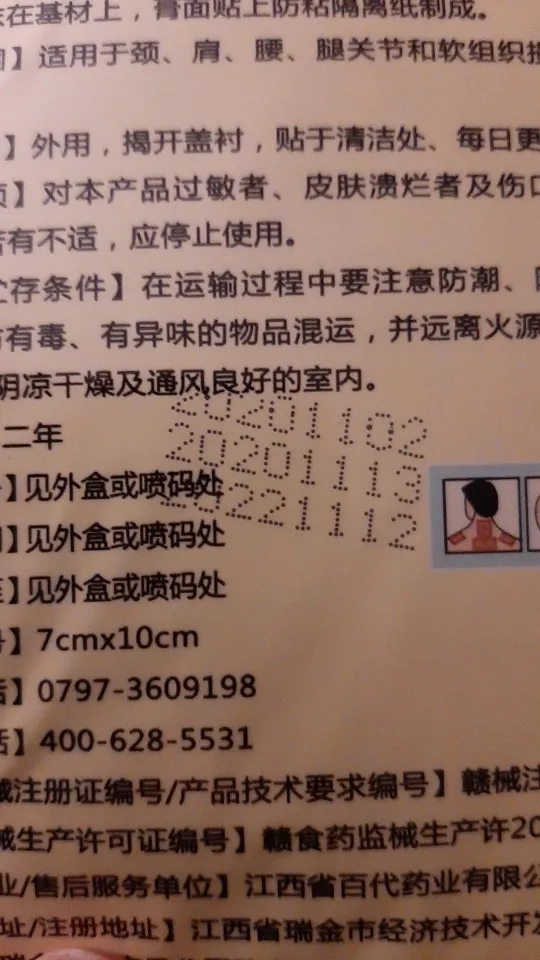 在基材上，膏面贴上防粘隔离纸制成。
】适用于颈、肩、腰、腿关节和软组织
】外用，揭开盖衬，贴于清洁处、每日更
】对本产品过敏者、皮肤溃烂者及伤口
有不适，应停止使用。
贮存条件】在运输过程中要注意防潮、
有毒、有异味的物品混运，并远离火源
阴凉干燥及通风良好的室内。
20201102
二年
20201113
】见外盒或喷码处
20221112
】见外盒或喷码处
】见外盒或喷码处
】7cmx10cm
】0797-3609198
】400-628-5531
械注册证编号/产品技术要求编号】赣械注
械生产许可证编号】赣食药监械生产许20
业/售后服务单位】江西省百代药业有限公
址/注册地址】江西省瑞金市经济技术开发